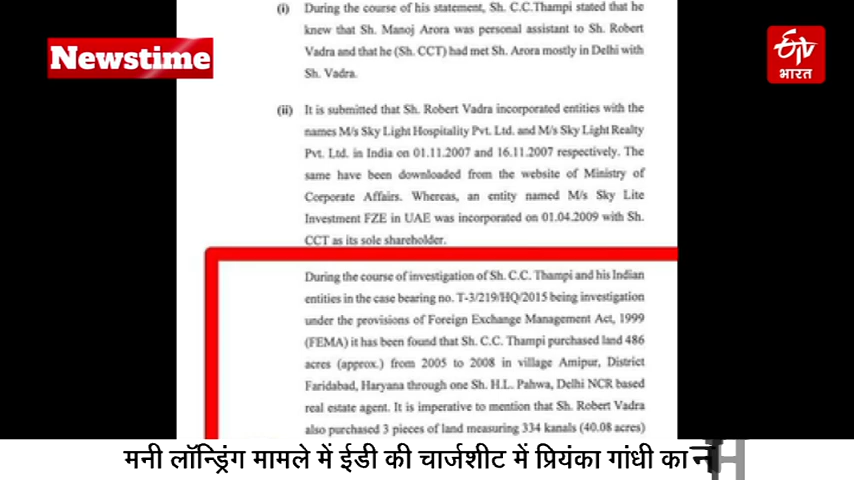 (i) During the course of his statement, Sh. C.C.Thampi stated that he
knew that Sh. Manoj Arora was personal assistant to Sh. Robert
Vadra and that he (Sh. CCT) had met Sh. Arora mostly in Delhi with
Sh. Vadra.
Newstime
भारत
(ii) It is submitted that Sh. Robert Vadra incorporated entities with the
names M/s Sky Light Hospitality Pvt. Ltd. and M/s Sky Light Realty
Pvt. Ltd. in India on 01.11.2007 and 16.11.2007 respectively. The
same have been downloaded from the website of Ministry of
Corporate Affairs. Whereas, an entity named M/s Sky Lite
Investment FZE in UAE was incorporated on 01.04.2009 with Sh.
CCT as its sole shareholder.
During the course of investigation of Sh. C.C. Thampi and his Indian
entities in the case bearing no. T-3/219/HQ/2015 being investigation
under the provisions of Foreign Exchange Management Act, 1999
(FEMA) it has been found that Sh. C.C. Thampi purchased land 486
acres (approx.) from 2005 to 2008 in village Amipur, District
Faridabad, Haryana through one Sh. H.L. Pahwa, Delhi NCR based
real estate agent. It is imperative to mention that Sh. Robert Vadra
also purchased 3 pieces of land measuring 334 kanals (40.08 acres)
मनी लॉन्ड्रिंग मामले में ईडी की चार्जशीट में प्रियंका गांधी का